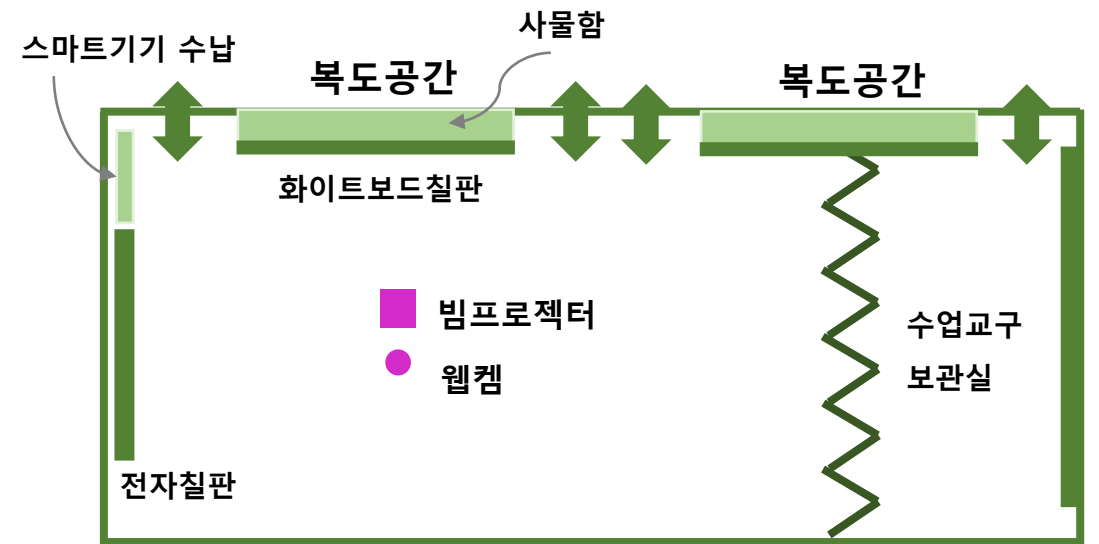 사물함
스마트기기 수납
복도공간
복도공간
화이트보드칠판
빔프로젝터
웹켐
수업교구
보관실
전자칠판